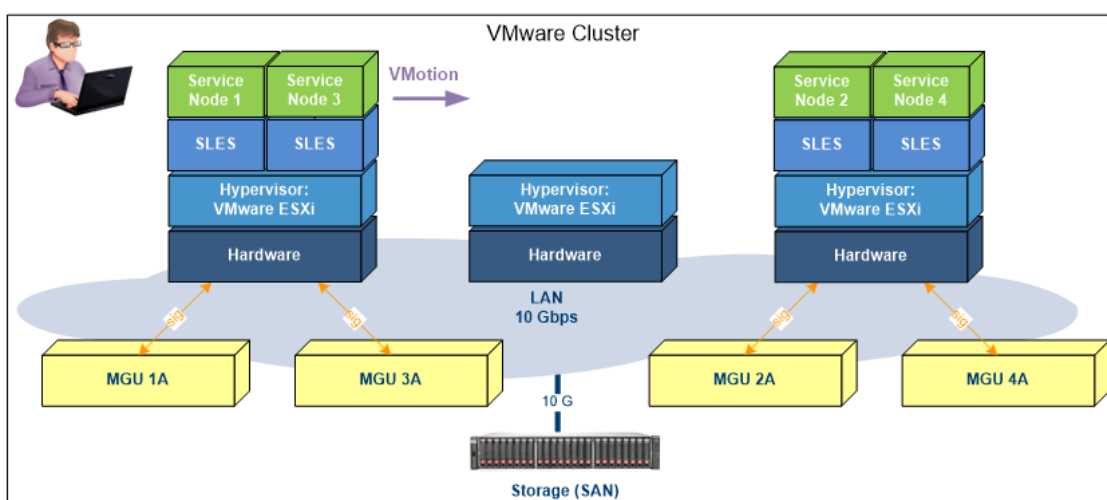 VMware Cluster
Service
Node 1
Service
Node 3
VMotion
Service
Node 2
Service
Node 4
SLES
SLES
SLES
SLES
Hypervisor:
VMware ESXi
Hypervisor:
VMware ESXi
Hypervisor:
VMware ESXi
Hardware
Hardware
Hardware
LAN
10 Gbps
sig
sig
sig
sig
MGU 1A
MGU 3A
MGU 2A
MGU 4A
10 G
Storage (SAN)